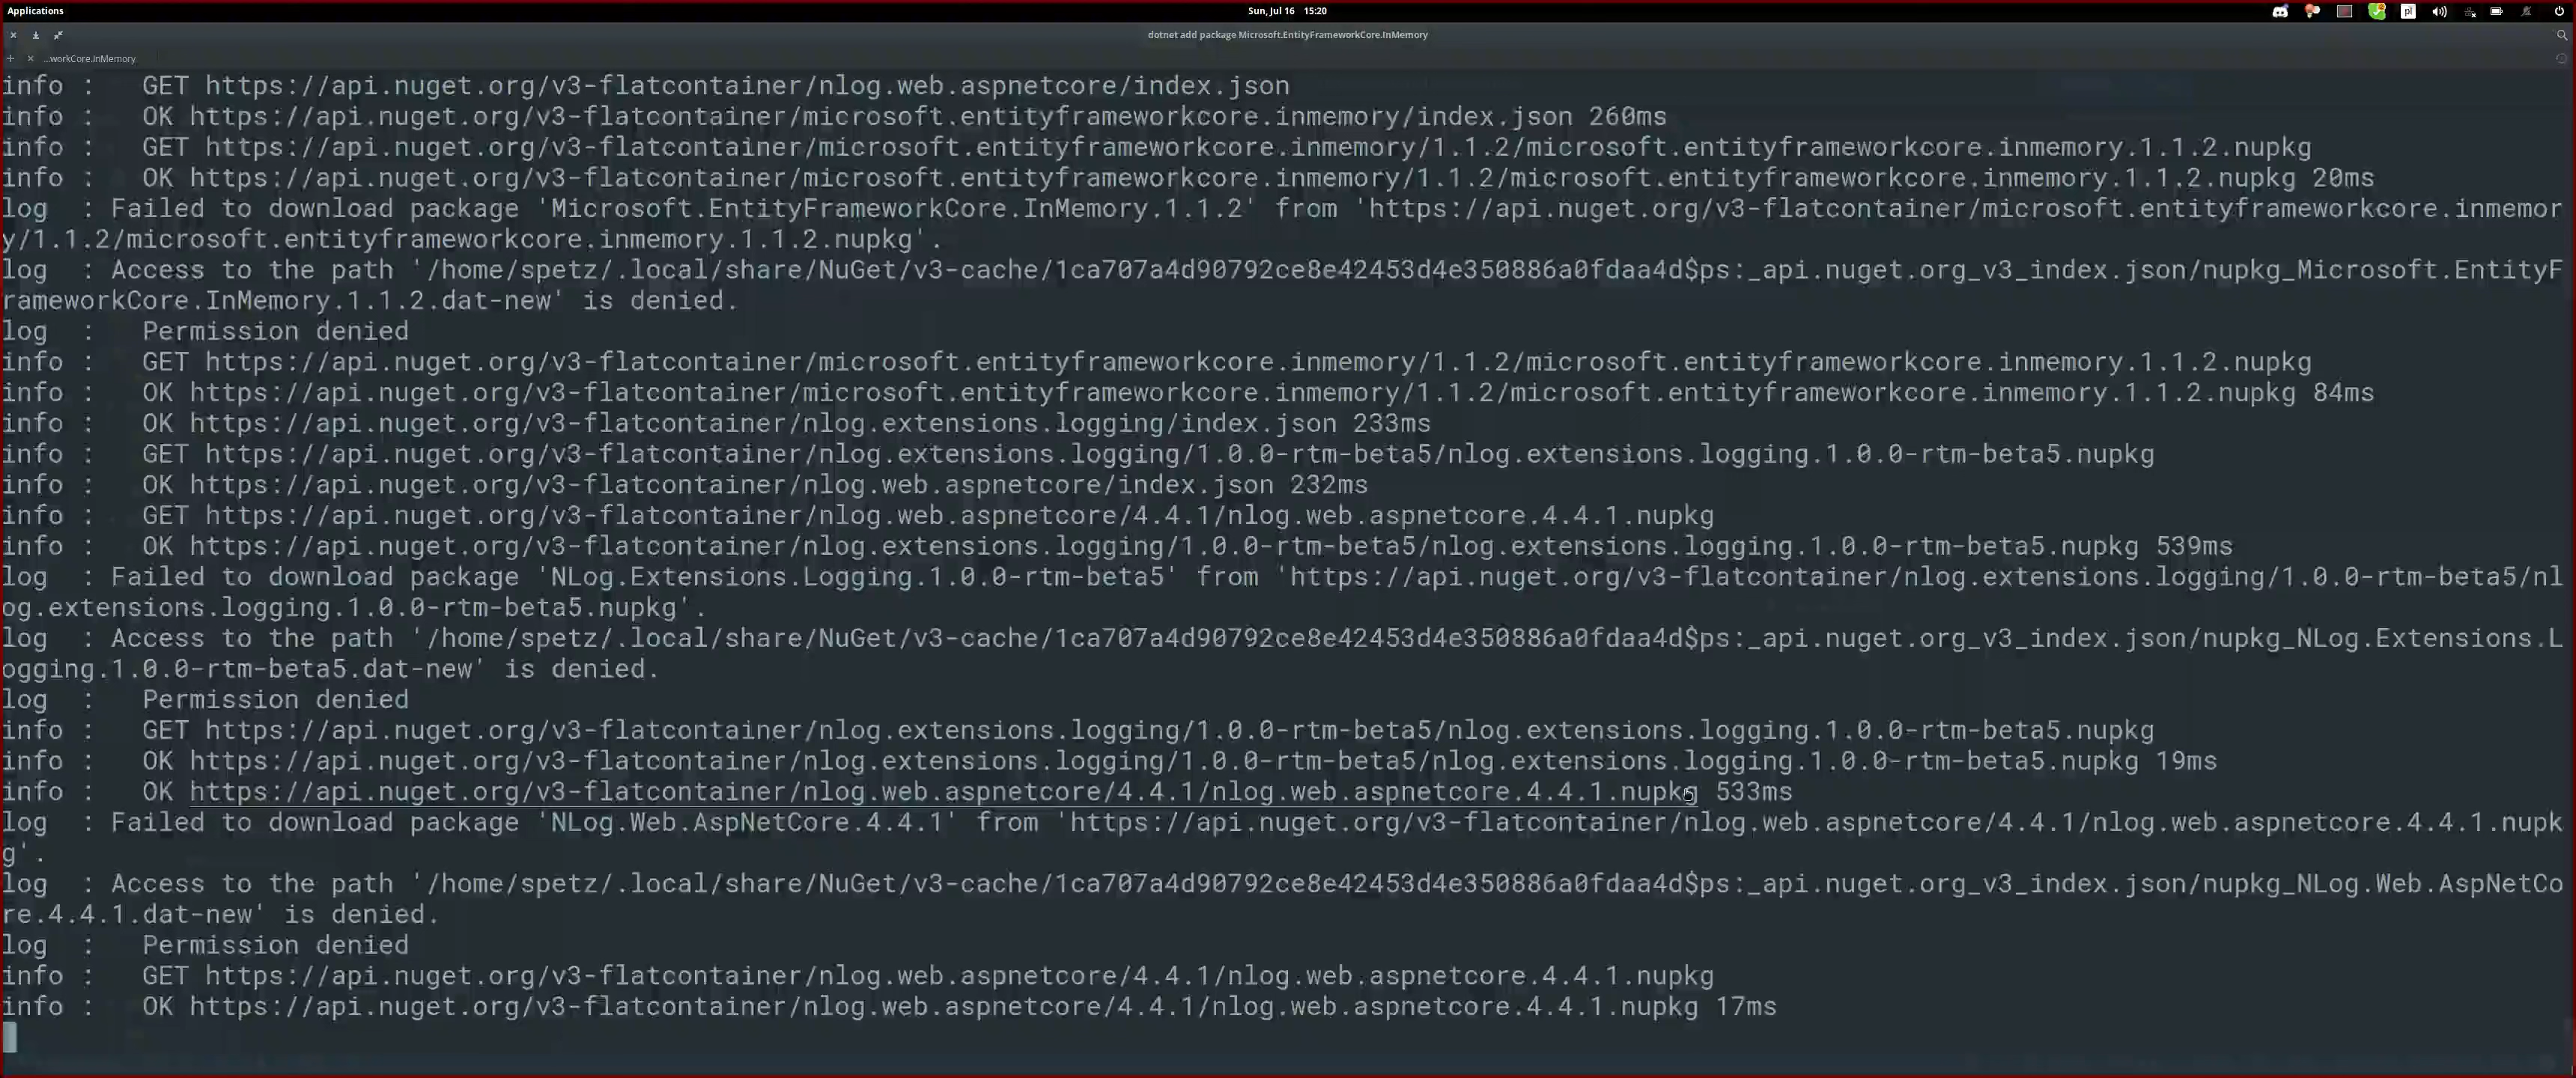 Applications
Sun, Jul 16 15:20
pl
dotnet add package Microsoft.EntityFrameworkCore.InMemory
...workCore.InMemory
info :   GET https://api.nuget.org/v3-flatcontainer/nlog.web.aspnetcore/index.json
info :   OK https://api.nuget.org/v3-flatcontainer/microsoft.entityframeworkcore.inmemory/index.json 260ms
info :   GET https://api.nuget.org/v3-flatcontainer/microsoft.entityframeworkcore.inmemory/1.1.2/microsoft.entityframeworkcore.inmemory.1.1.2.nupkg
info :   OK https://api.nuget.org/v3-flatcontainer/microsoft.entityframeworkcore.inmemory/1.1.2/microsoft.entityframeworkcore.inmemory.1.1.2.nupkg 20ms
log  : Failed to download package 'Microsoft.EntityFrameworkCore.InMemory.1.1.2' from 'https://api.nuget.org/v3-flatcontainer/microsoft.entityframeworkcore.inmemor
y/1.1.2/microsoft.entityframeworkcore.inmemory.1.1.2.nupkg'.
log  : Access to the path '/home/spetz/.local/share/NuGet/v3-cache/1ca707a4d90792ce8e42453d4e350886a0fdaa4d$ps:_api.nuget.org_v3_index.json/nupkg_Microsoft.EntityF
rameworkCore.InMemory.1.1.2.dat-new' is denied.
log  :   Permission denied
info :   GET https://api.nuget.org/v3-flatcontainer/microsoft.entityframeworkcore.inmemory/1.1.2/microsoft.entityframeworkcore.inmemory.1.1.2.nupkg
info :   OK https://api.nuget.org/v3-flatcontainer/microsoft.entityframeworkcore.inmemory/1.1.2/microsoft.entityframeworkcore.inmemory.1.1.2.nupkg 84ms
info :   OK https://api.nuget.org/v3-flatcontainer/nlog.extensions.logging/index.json 233ms
info :   GET https://api.nuget.org/v3-flatcontainer/nlog.extensions.logging/1.0.0-rtm-beta5/nlog.extensions.logging.1.0.0-rtm-beta5.nupkg
info :   OK https://api.nuget.org/v3-flatcontainer/nlog.web.aspnetcore/index.json 232ms
info :   GET https://api.nuget.org/v3-flatcontainer/nlog.web.aspnetcore/4.4.1/nlog.web.aspnetcore.4.4.1.nupkg
info :   OK https://api.nuget.org/v3-flatcontainer/nlog.extensions.logging/1.0.0-rtm-beta5/nlog.extensions.logging.1.0.0-rtm-beta5.nupkg 539ms
log  : Failed to download package 'NLog.Extensions.Logging.1.0.0-rtm-beta5' from 'https://api.nuget.org/v3-flatcontainer/nlog.extensions.logging/1.0.0-rtm-beta5/nl
og.extensions.logging.1.0.0-rtm-beta5.nupkg'.
log  : Access to the path '/home/spetz/.local/share/NuGet/v3-cache/1ca707a4d90792ce8e42453d4e350886a0fdaa4d$ps:_api.nuget.org_v3_index.json/nupkg_NLog.Extensions.L
ogging.1.0.0-rtm-beta5.dat-new' is denied.
log  :   Permission denied
info :   GET https://api.nuget.org/v3-flatcontainer/nlog.extensions.logging/1.0.0-rtm-beta5/nlog.extensions.logging.1.0.0-rtm-beta5.nupkg
info :   OK https://api.nuget.org/v3-flatcontainer/nlog.extensions.logging/1.0.0-rtm-beta5/nlog.extensions.logging.1.0.0-rtm-beta5.nupkg 19ms
info :   OK https://api.nuget.org/v3-flatcontainer/nlog.web.aspnetcore/4.4.1/nlog.web.aspnetcore.4.4.1.nupkg 533ms
log  : Failed to download package 'NLog.Web.AspNetCore.4.4.1' from 'https://api.nuget.org/v3-flatcontainer/nlog.web.aspnetcore/4.4.1/nlog.web.aspnetcore.4.4.1.nupk
g'.
log  : Access to the path '/home/spetz/.local/share/NuGet/v3-cache/1ca707a4d90792ce8e42453d4e350886a0fdaa4d$ps:_api.nuget.org_v3_index.json/nupkg_NLog.Web.AspNetCo
re.4.4.1.dat-new' is denied.
log  :   Permission denied
info :   GET https://api.nuget.org/v3-flatcontainer/nlog.web.aspnetcore/4.4.1/nlog.web.aspnetcore.4.4.1.nupkg
info :   OK https://api.nuget.org/v3-flatcontainer/nlog.web.aspnetcore/4.4.1/nlog.web.aspnetcore.4.4.1.nupkg 17ms